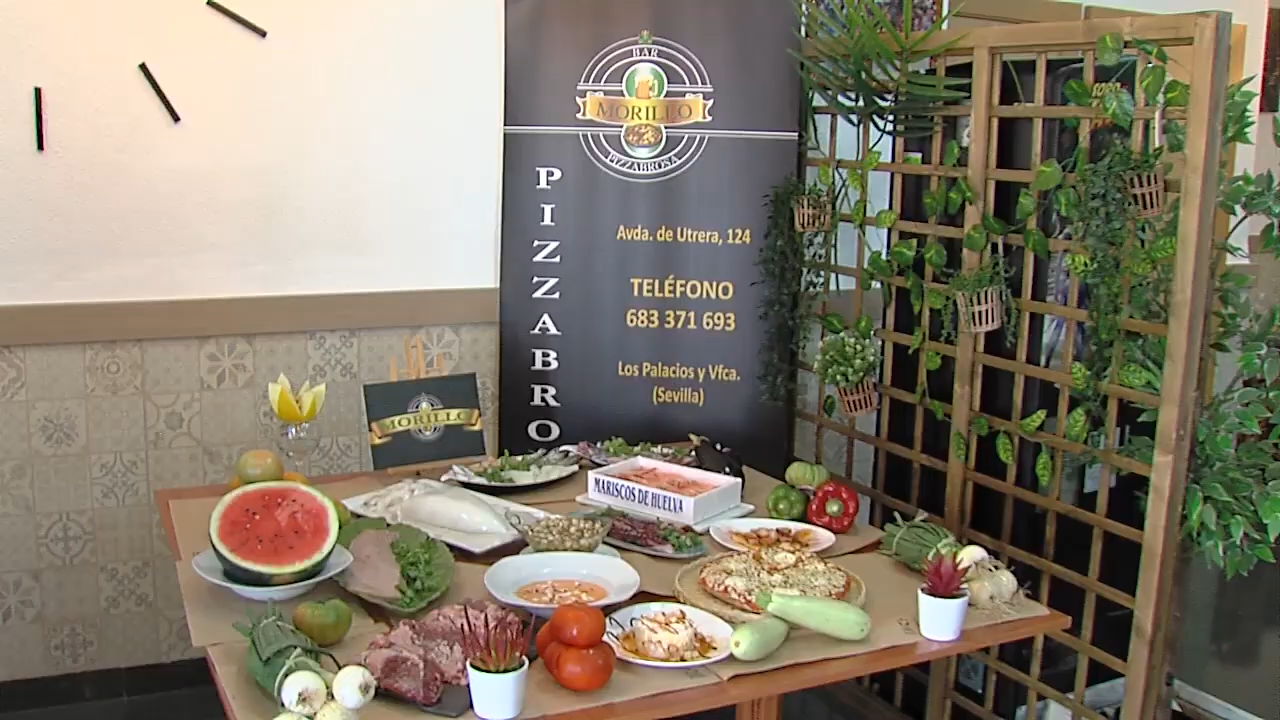 BAR
MORILLO
PIZZABROSA
PIZZABRO
Avda. de Utrera, 124
TELÉFONO
683 371 693
Los Palacios y Vfca.
(Sevilla)
MORILLO
MARISCOS DE HUELVA